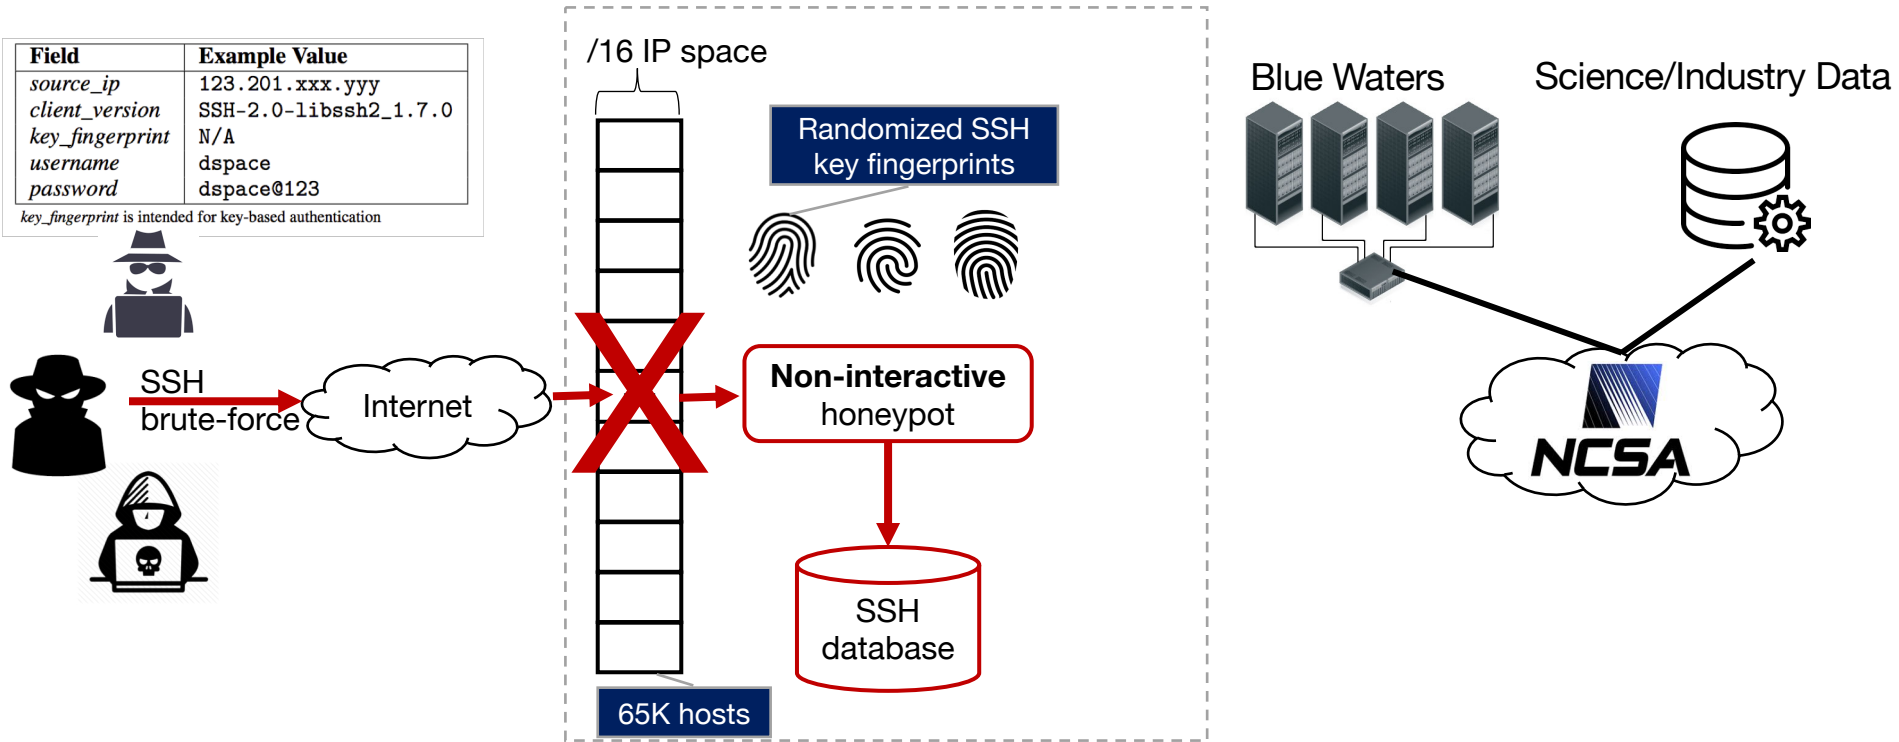 Field Example Value
source_ip 123.201.xxx.yyy
client_version SSH-2.0-libssh2_1.7.0
key_fingerprint N/A
username dspace
password dspace@123
key_fingerprint is intended for key-based authentication
SSH
brute-force
Internet
/16 IP space
Randomized SSH
key fingerprints
Non-interactive
honeypot
SSH
database
65K hosts
Blue Waters
Science/Industry Data
NCSA